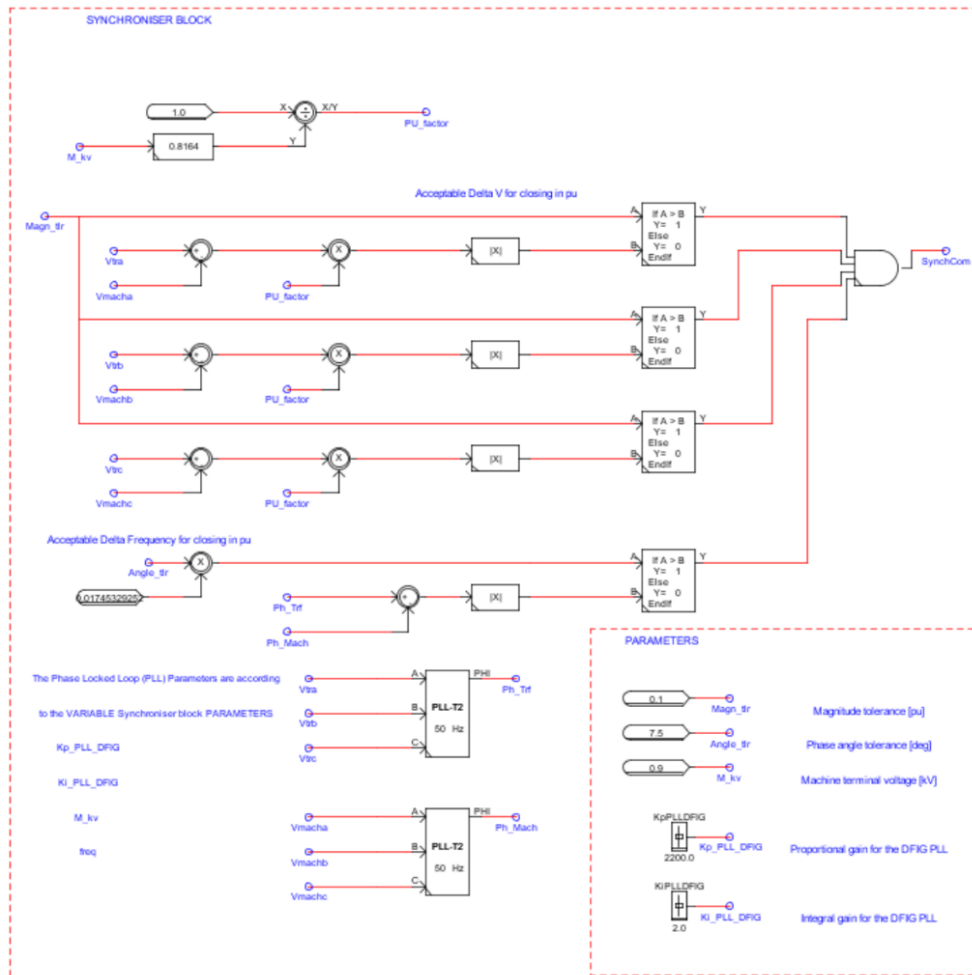 SYNCHRONISER BLOCK
1.0
X
X/Y
PU_factor
M_kv
0.8164
Y
Acceptable Delta V for closing in pu
Magn_tlr
A
If A > B
Y= 1
Else
Y= 0
EndIf
Y
Vtra
X
|X|
B
SynchCom
Vmacha
PU_factor
A
If A > B
Y= 1
Else
Y= 0
EndIf
Y
Vtrb
X
|X|
B
Vmachb
PU_factor
A
If A > B
Y= 1
Else
Y= 0
EndIf
Y
Vtrc
X
|X|
B
Vmachc
PU_factor
Acceptable Delta Frequency for closing in pu
Angle_tlr
X
A
If A > B
Y= 1
Else
Y= 0
EndIf
Y
Ph_Trf
|X|
B
Ph_Mach
The Phase Locked Loop (PLL) Parameters are according
to the VARIABLE Synchroniser block PARAMETERS
Kp_PLL_DFIG
Ki_PLL_DFIG
M_kv
freq
Vtra
A
PHI
Ph_Trf
Vtrb
B
PLL-T2
50 Hz
Vtrc
C
Vmacha
A
PHI
Ph_Mach
Vmachb
B
PLL-T2
50 Hz
Vmachc
C
PARAMETERS
0.1
Magn_tlr
Magnitude tolerance [pu]
7.5
Angle_tlr
Phase angle tolerance [deg]
0.9
M_kv
Machine terminal voltage [kV]
KpPLLDFIG
Kp_PLL_DFIG
Proportional gain for the DFIG PLL
2200.0
KiPLLDFIG
Ki_PLL_DFIG
Integral gain for the DFIG PLL
2.0